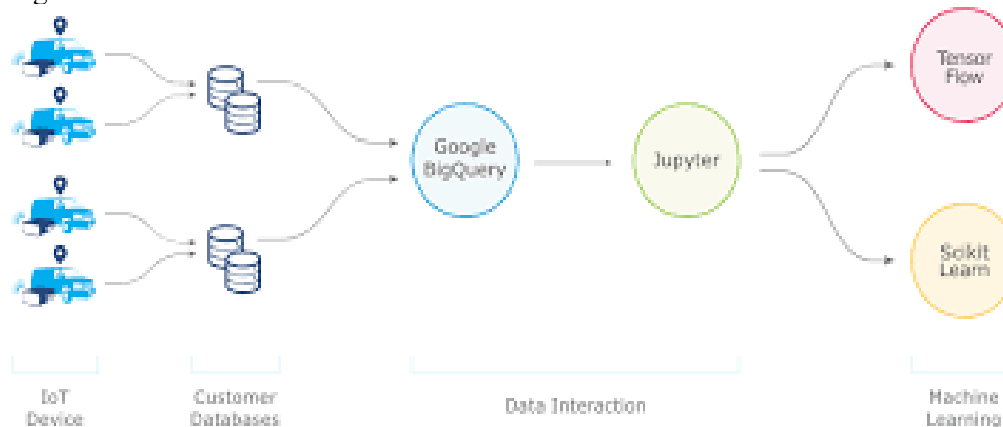 Google
BigQuery
Jupyter
Tensor
Flow
Scikit
Learn
IoT
Device
Customer
Databases
Data Interaction
Machine
Learning